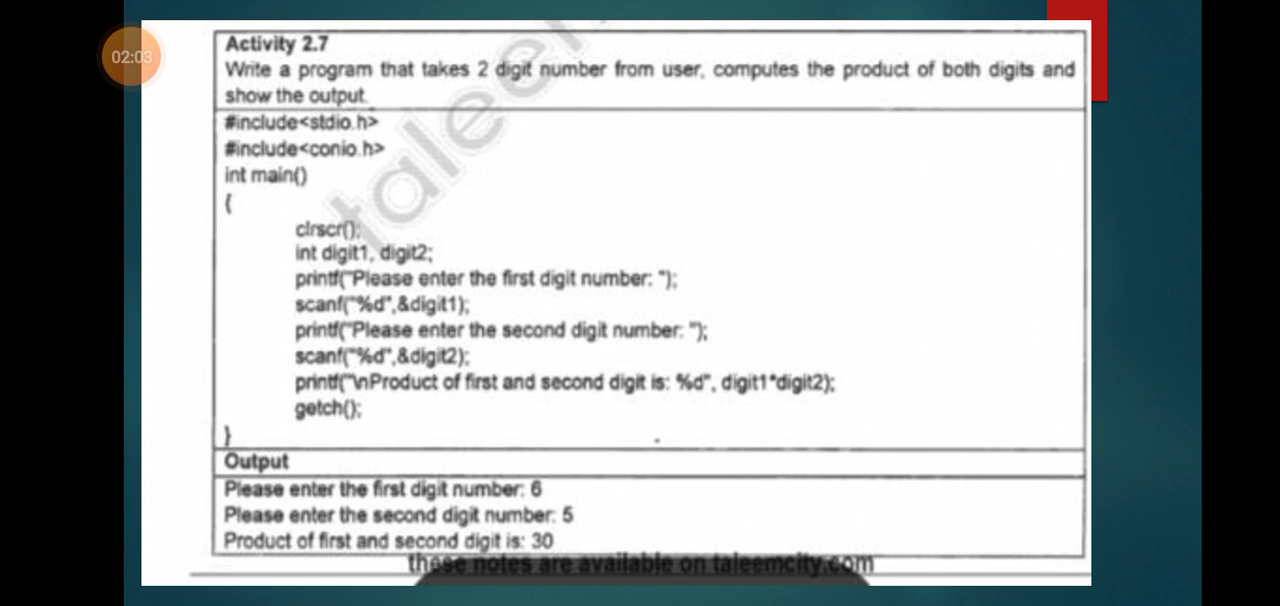 02:03
Activity 2.7
Write a program that takes 2 digit number from user, computes the product of both digits and
show the output.
#include<stdio.h>
#include<conio.h>
int main()
{
clrscr();
int digit1, digit2;
printf("Please enter the first digit number: ");
scanf("%d",&digit1);
printf("Please enter the second digit number: ");
scanf("%d",&digit2);
printf("\nProduct of first and second digit is: %d", digit1*digit2);
getch();
}
Output
Please enter the first digit number: 6
Please enter the second digit number: 5
Product of first and second digit is: 30
these notes are available on taleemcity.com
taleem